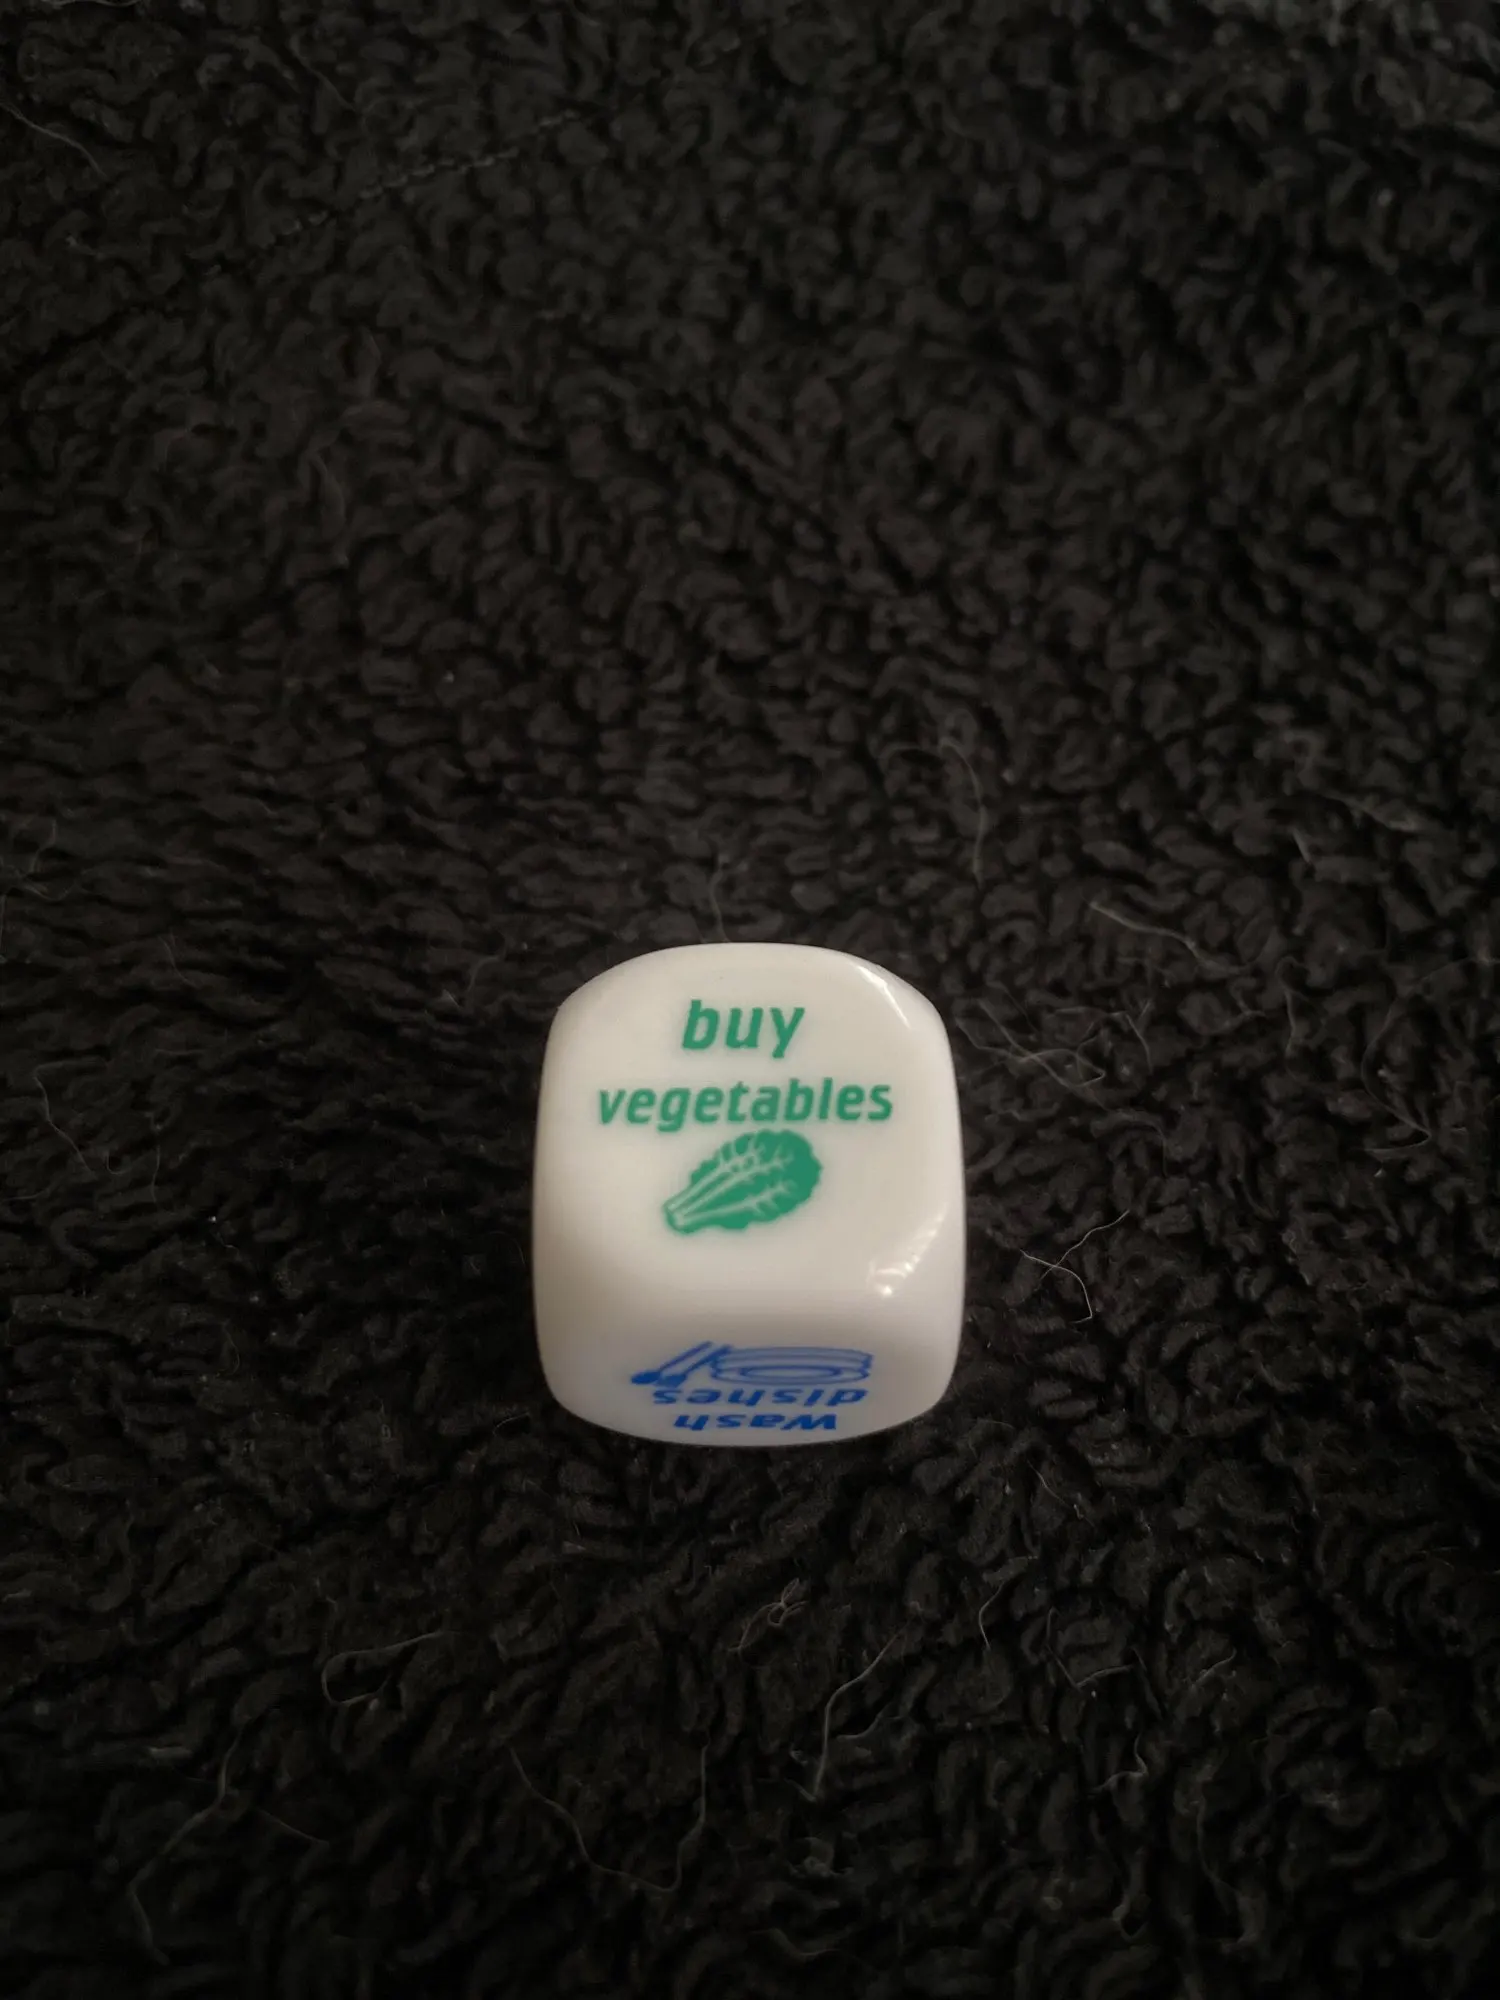 buy
vegetables
wash
dishes